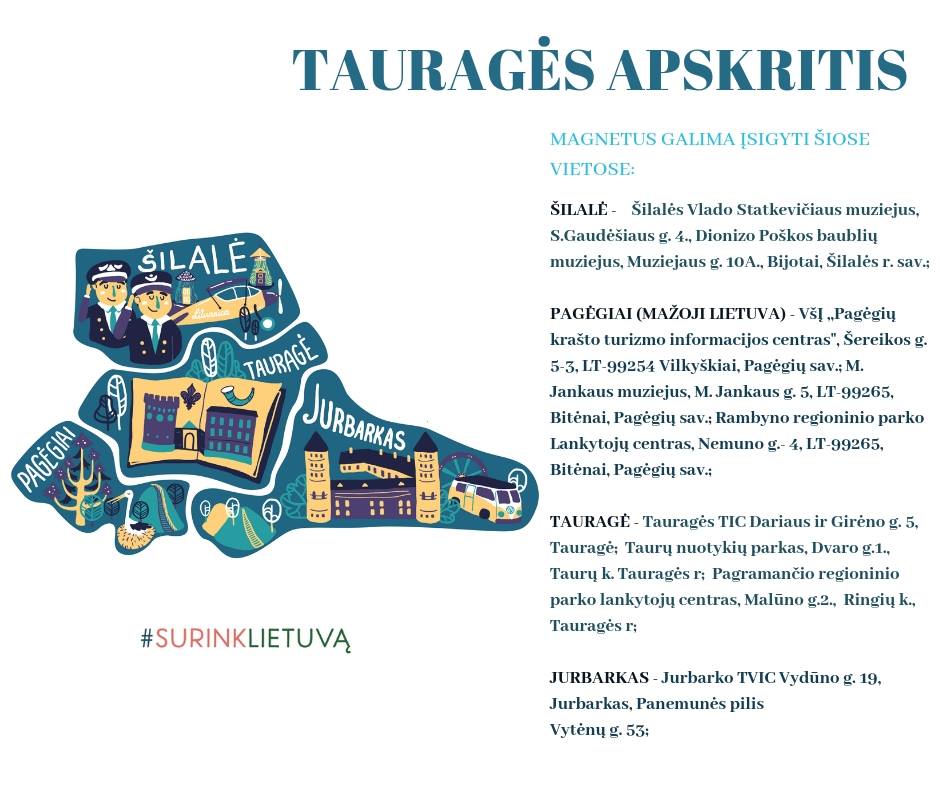 TAURAGĖS APSKRITIS
MAGNETUS GALIMA ĮSIGYTI ŠIOSE
VIETOSE:
ŠILALĖ - Šilalės Vlado Statkevičiaus muziejus,
S.Gaudėšiaus g. 4., Dionizo Poškos baublių
muziejus, Muziejaus g. 10A., Bijotai, Šilalės r. sav.;
PAGĖGIAI (MAŽOJI LIETUVA) - VšĮ „Pagėgių
krašto turizmo informacijos centras", Šereikos g.
5-3, LT-99254 Vilkyškiai, Pagėgių sav.; M.
Jankaus muziejus, M. Jankaus g. 5, LT-99265,
Bitėnai, Pagėgių sav.; Rambyno regioninio parko
Lankytojų centras, Nemuno g.- 4, LT-99265,
Bitėnai, Pagėgių sav.;
TAURAGĖ - Tauragės TIC Dariaus ir Girėno g. 5,
Tauragė; Taurų nuotykių parkas, Dvaro g.1.,
Taurų k. Tauragės r; Pagramančio regioninio
parko lankytojų centras, Malūno g.2., Ringių k.,
Tauragės r;
JURBARKAS - Jurbarko TVIC Vydūno g. 19,
Jurbarkas, Panemunės pilis
Vytėnų g. 53;
ŠILALĖ
Lituanica
TAURAGĖ
JURBARKAS
PAGĖGIAI
#SURINKLIETUVĄ